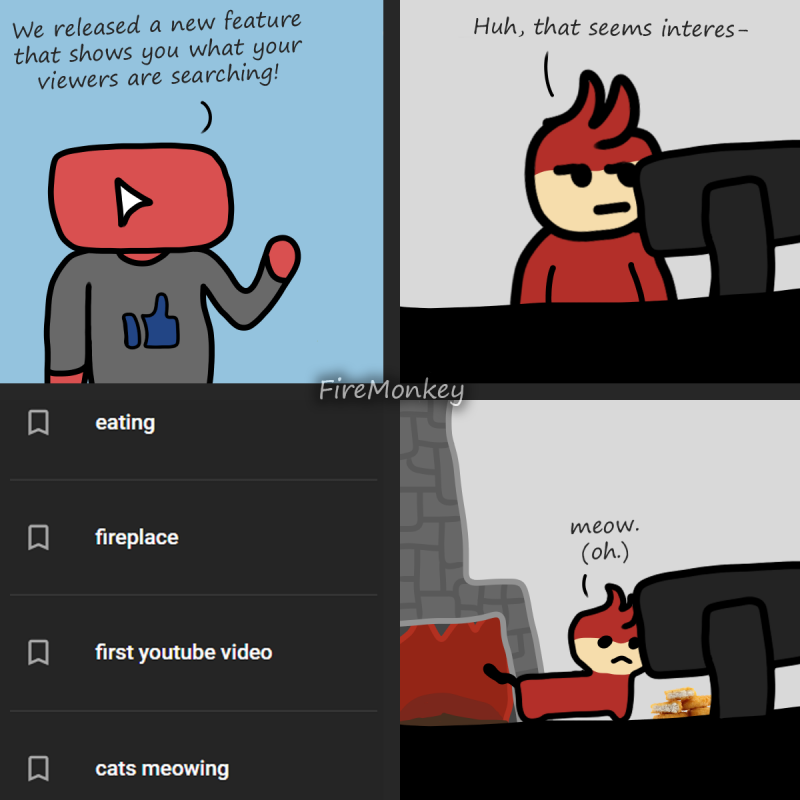 We released a new feature
that shows you what your
viewers are searching!
Huh, that seems interes-
FireMonkey
eating
fireplace
first youtube video
cats meowing
meow.
(oh.)